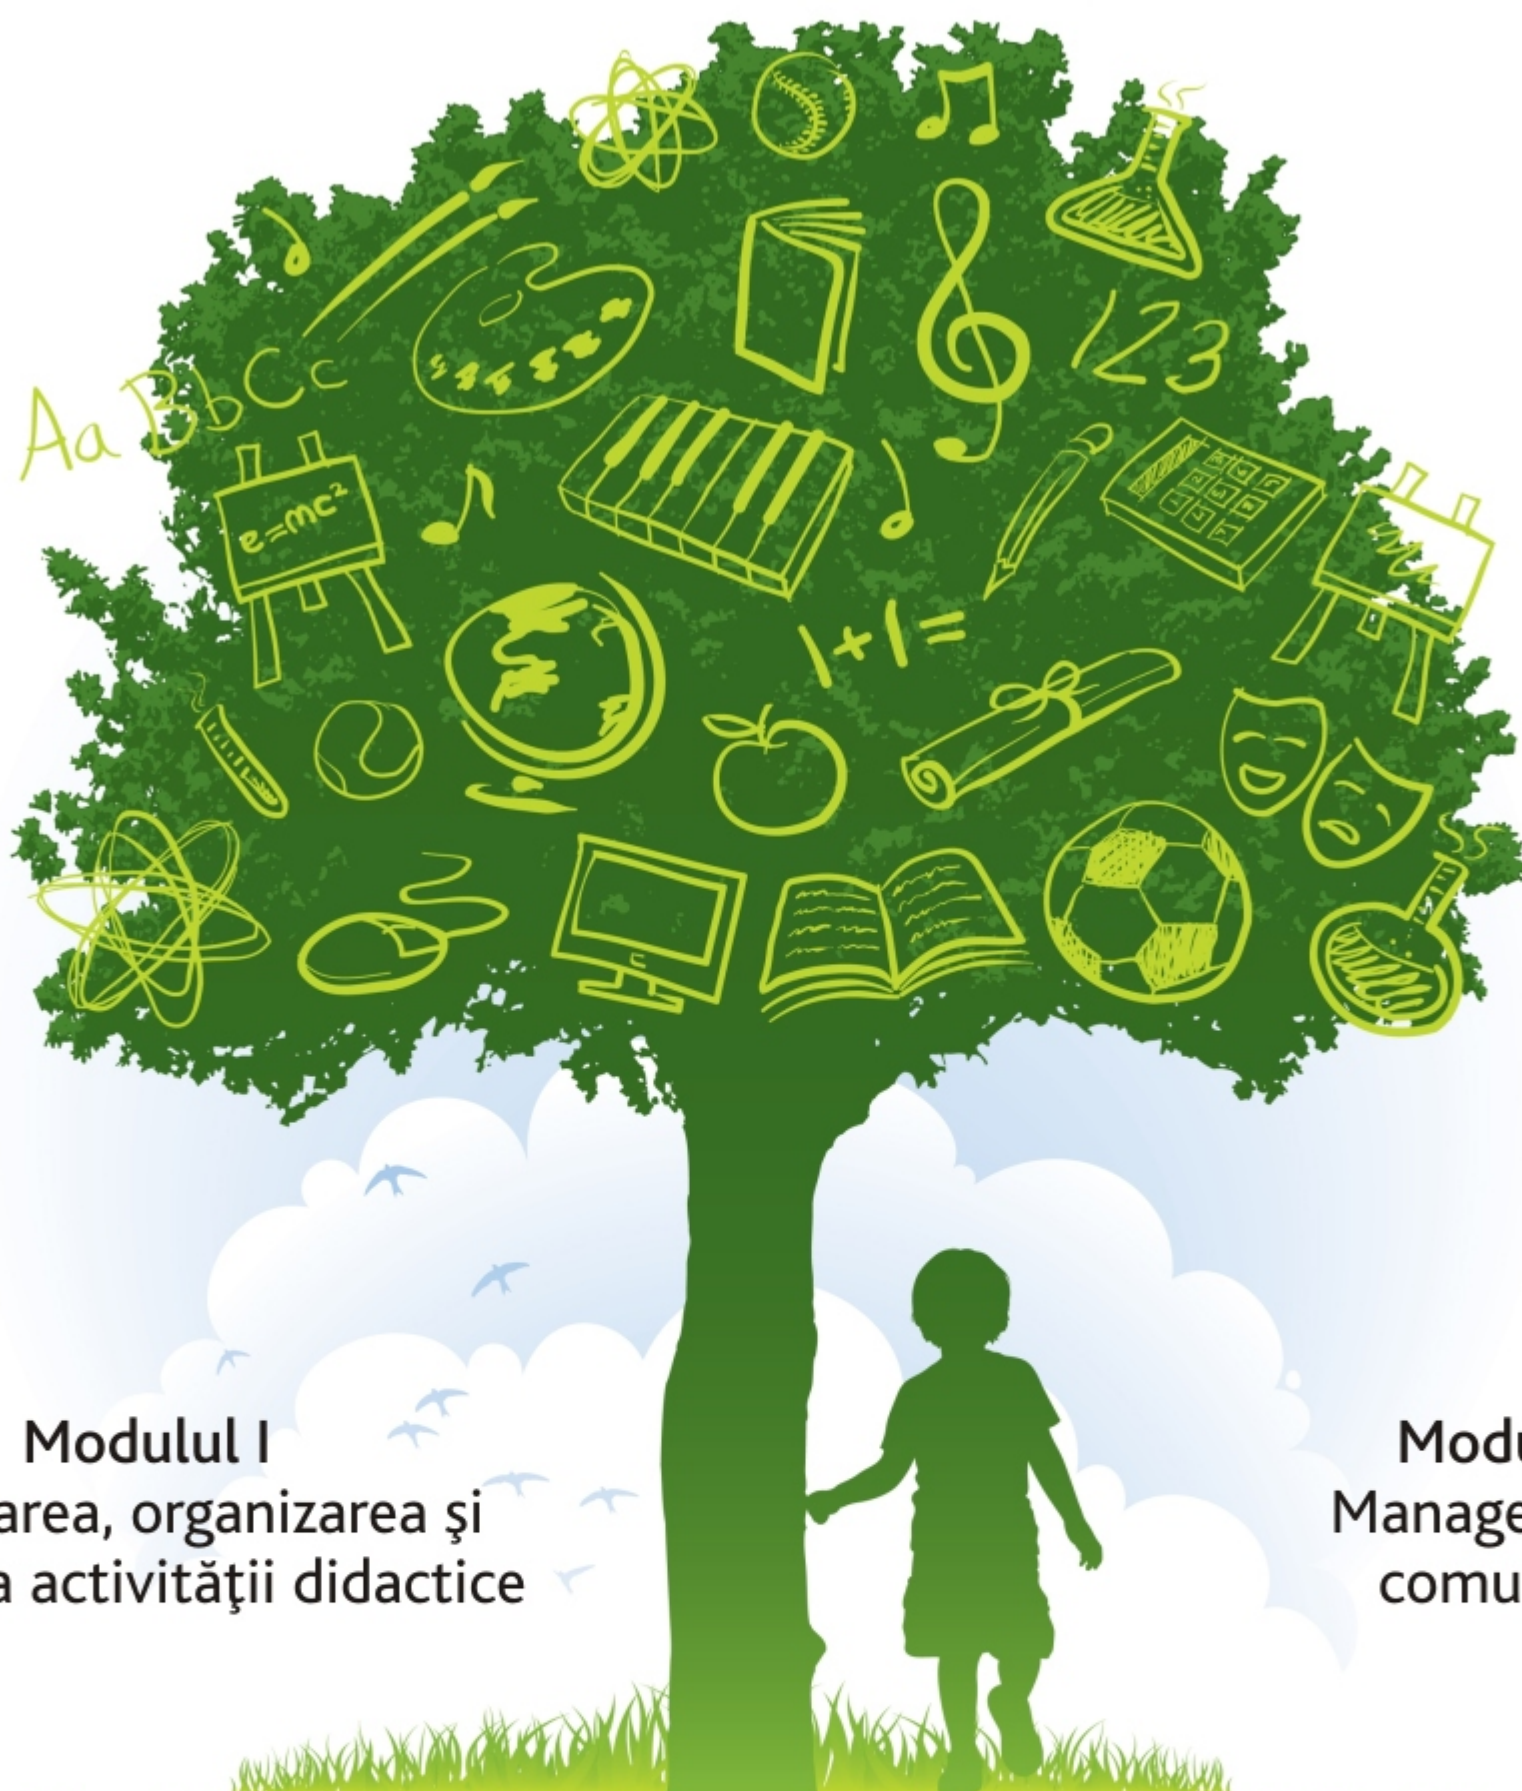 Aa Bb Cc
123
e=mc²
1+1=
Modulul I
area, organizarea şi
a activităţii didactice
Modu
Manage
comu